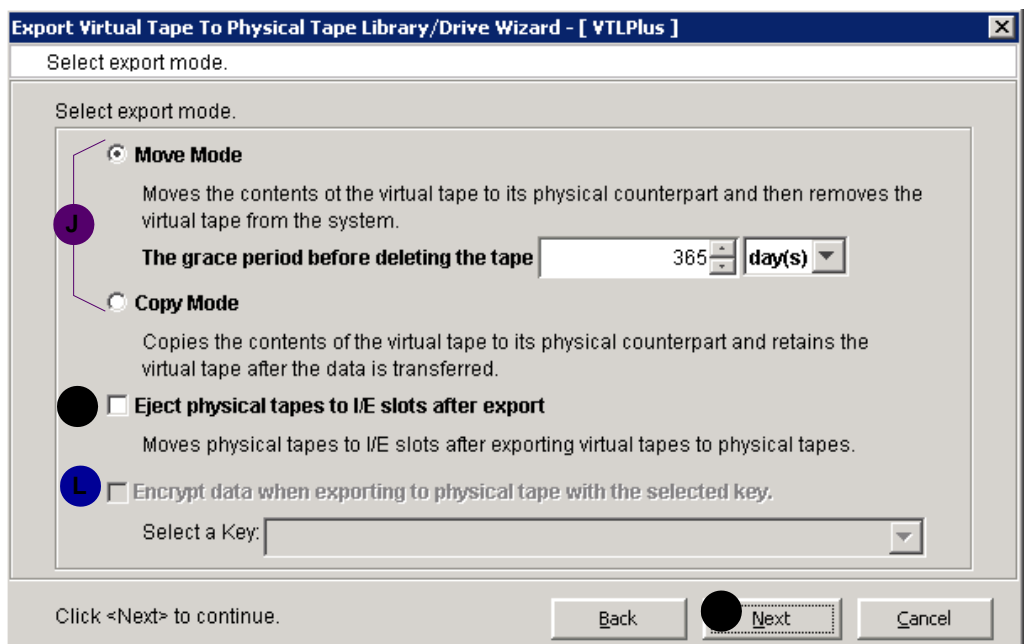 Export Virtual Tape To Physical Tape Library/Drive Wizard - [ VTLPlus ]
Select export mode.
Select export mode.
Move Mode
Moves the contents ot the virtual tape to its physical counterpart and then removes the
virtual tape from the system.
J
The grace period before deleting the tape 365 day(s)
Copy Mode
Copies the contents of the virtual tape to its physical counterpart and retains the
virtual tape after the data is transferred.
Eject physical tapes to I/E slots after export
Moves physical tapes to I/E slots after exporting virtual tapes to physical tapes.
L Encrypt data when exporting to physical tape with the selected key.
Select a Key:
Click <Next> to continue. Back Next Cancel